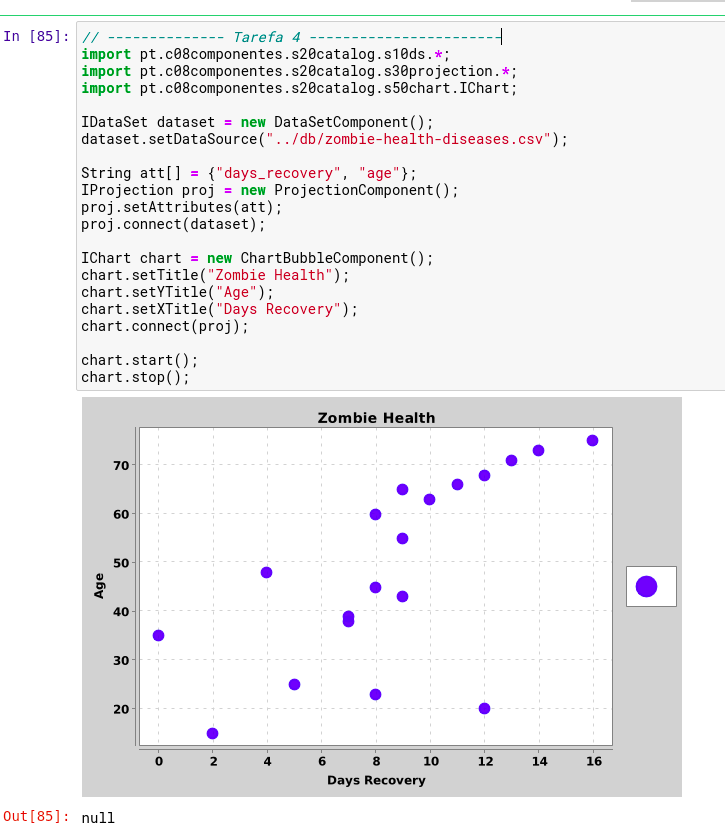 In [85]:
// -------------- Tarefa 4 -----------------------
import pt.c08componentes.s20catalog.s10ds.*;
import pt.c08componentes.s20catalog.s30projection.*;
import pt.c08componentes.s20catalog.s50chart.IChart;
IDataSet dataset = new DataSetComponent();
dataset.setDataSource("../db/zombie-health-diseases.csv");
String att[] = {"days_recovery", "age"};
IProjection proj = new ProjectionComponent();
proj.setAttributes(att);
proj.connect(dataset);
IChart chart = new ChartBubbleComponent();
chart.setTitle("Zombie Health");
chart.setYTitle("Age");
chart.setXTitle("Days Recovery");
chart.connect(proj);
chart.start();
chart.stop();
Zombie Health
70
60
50
40
30
20
Age
0 2 4 6 8 10 12 14 16
Days Recovery
Out[85]: null